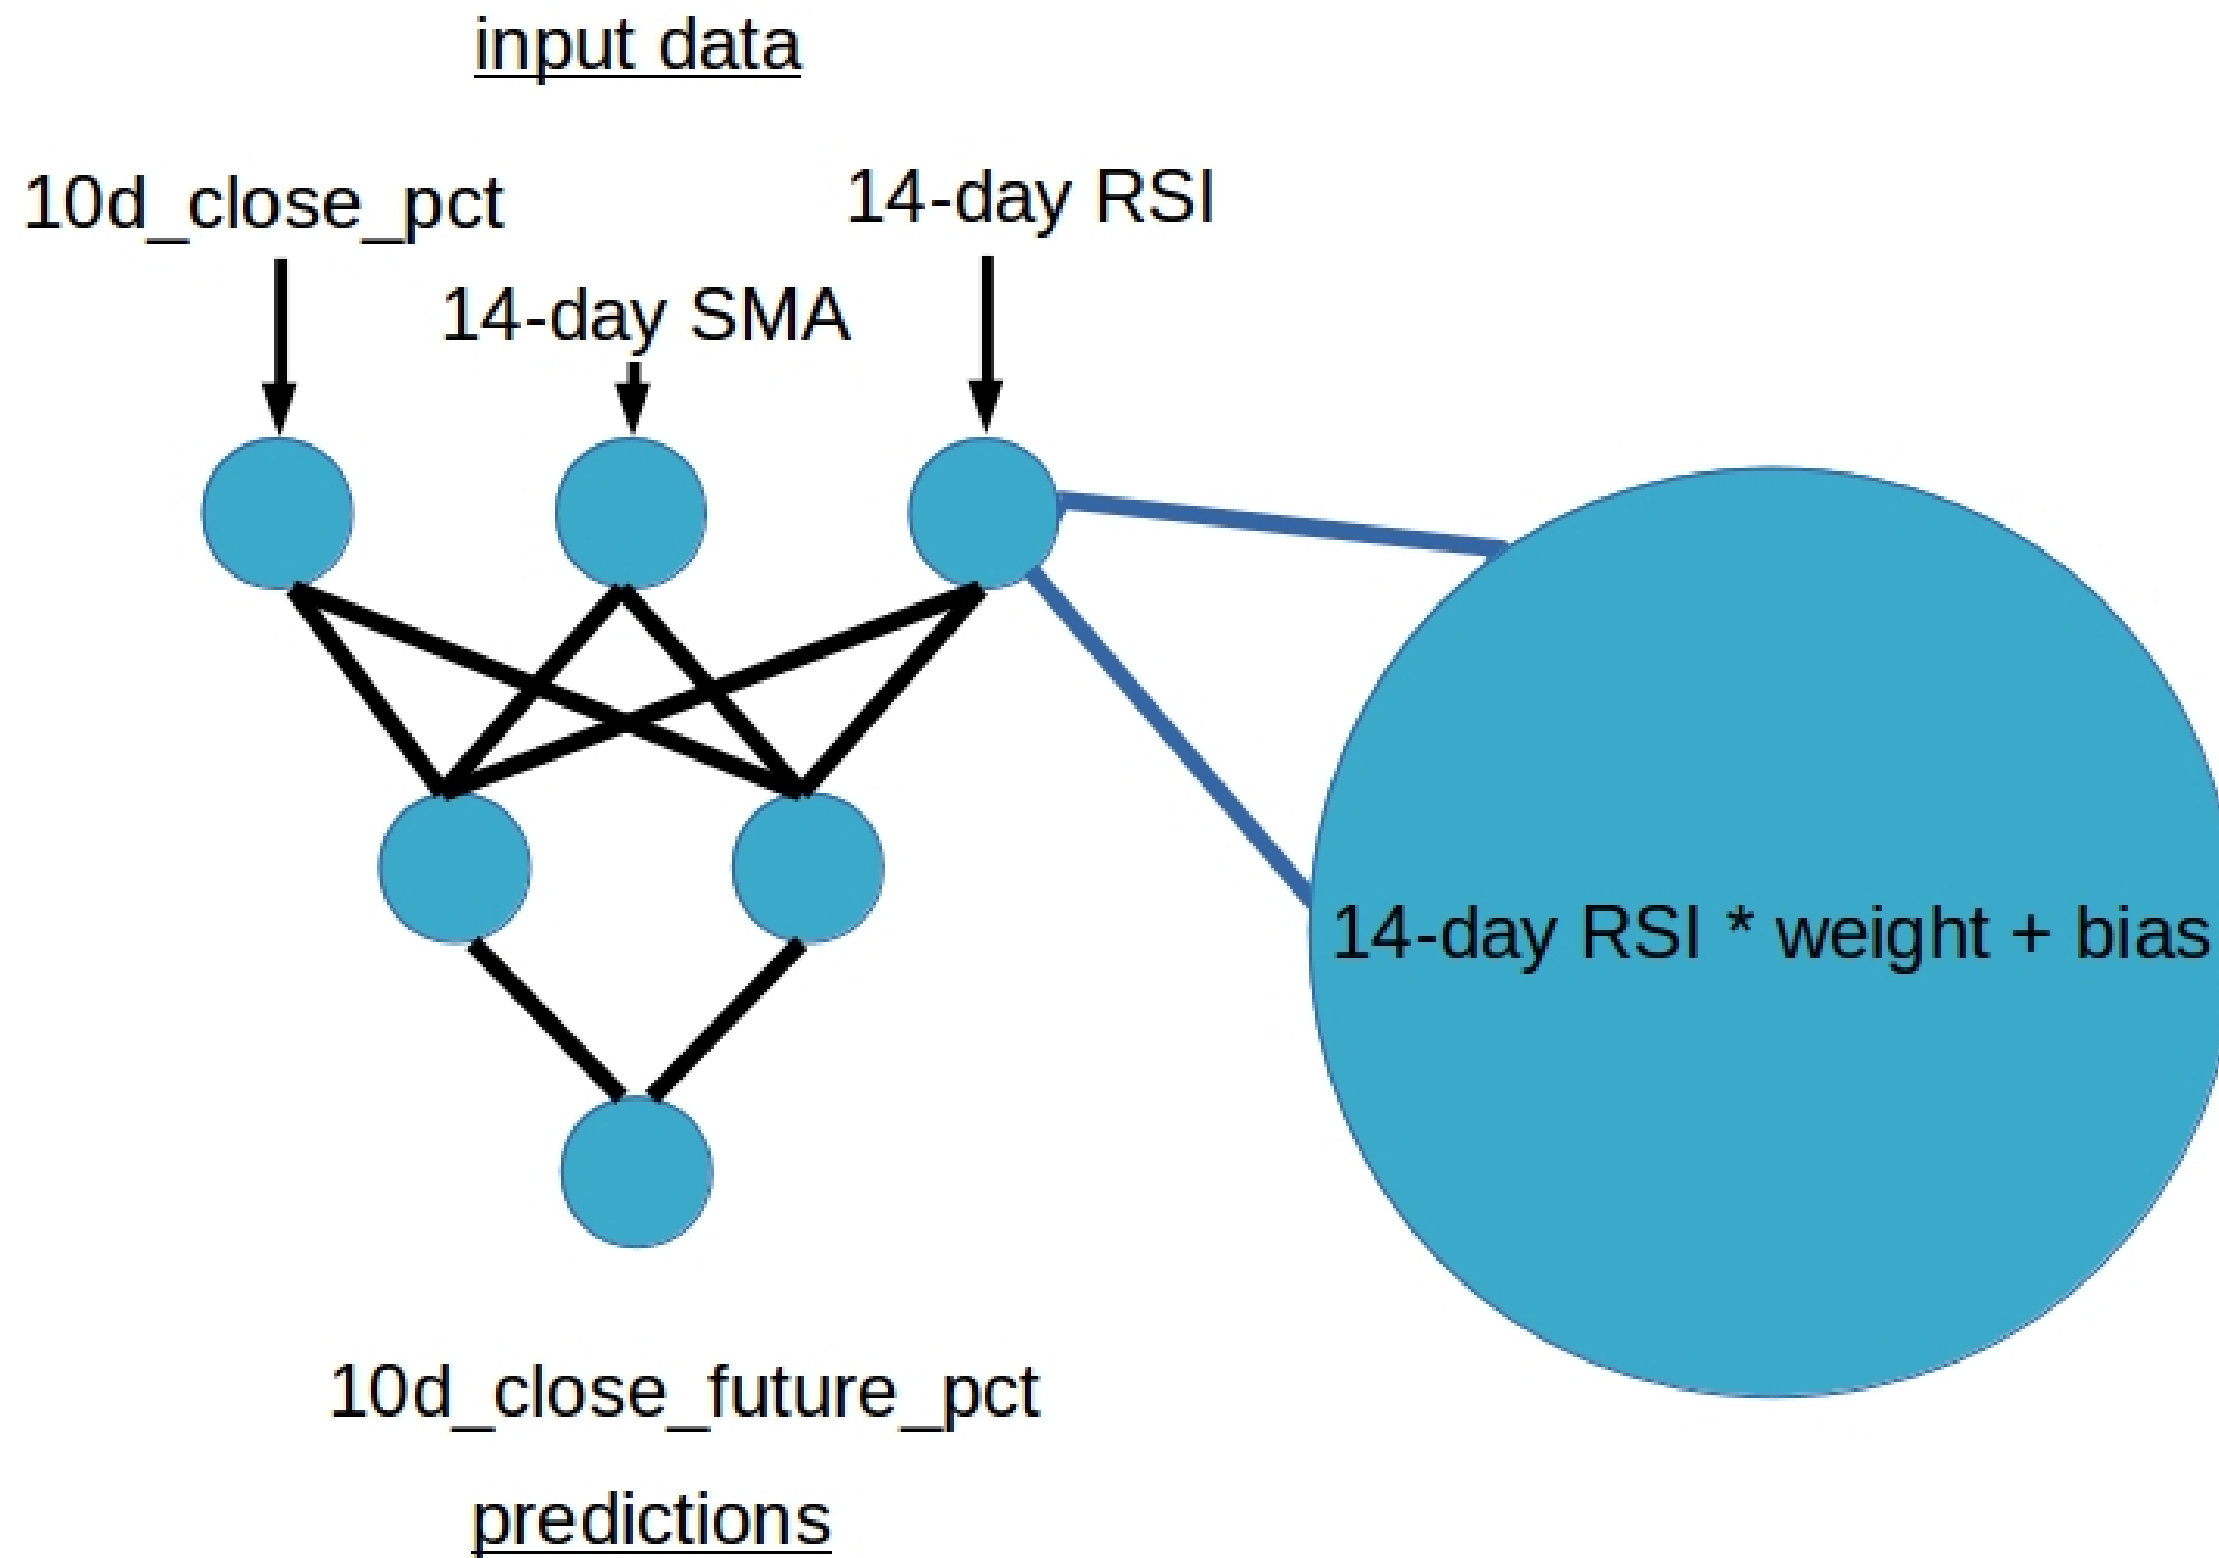 input data
10d_close_pct
14-day SMA
14-day RSI
14-day RSI * weight + bias
10d_close_future_pct
predictions